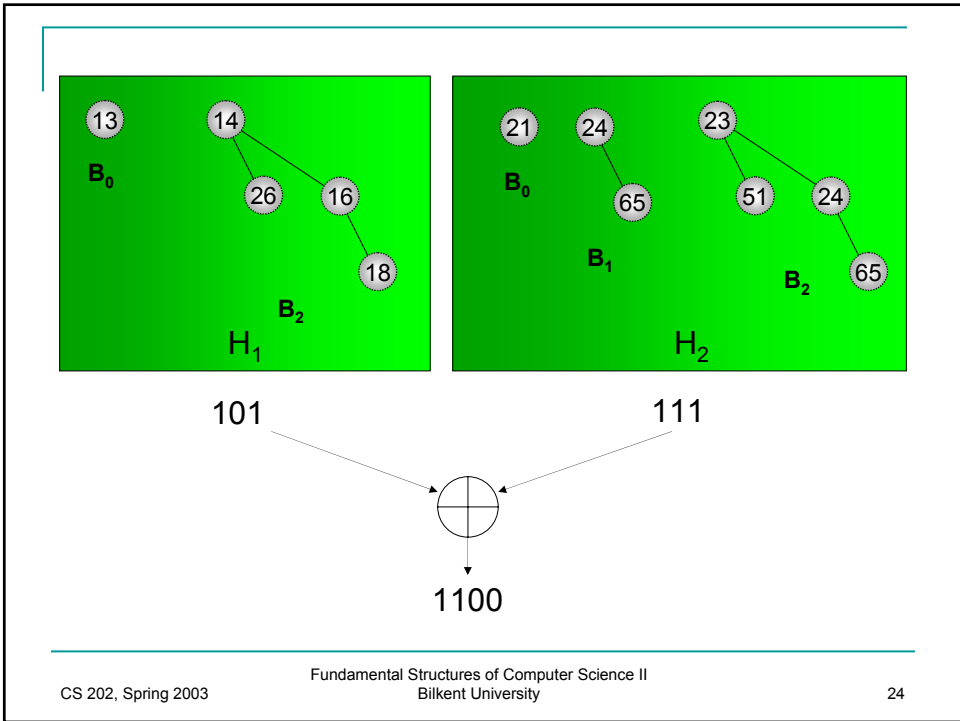 13 14 21 24 23
26 16 65 51 24
B₀ B₀
18 65
B₁
B₂ B₂
H₁ H₂
101 111
1100
CS 202, Spring 2003
Fundamental Structures of Computer Science II
Bilkent University
24